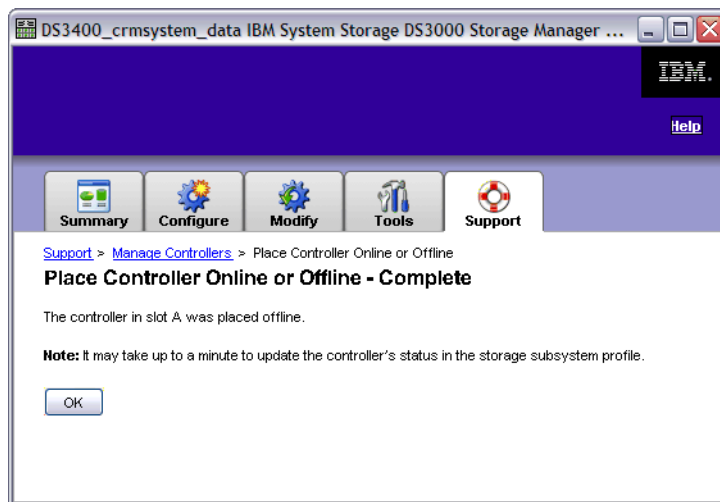 DS3400_crmsystem_data IBM System Storage DS3000 Storage Manager ...
IBM.
Help
Summary Configure Modify Tools Support
Support > Manage Controllers > Place Controller Online or Offline
Place Controller Online or Offline - Complete
The controller in slot A was placed offline.
Note: It may take up to a minute to update the controller's status in the storage subsystem profile.
OK